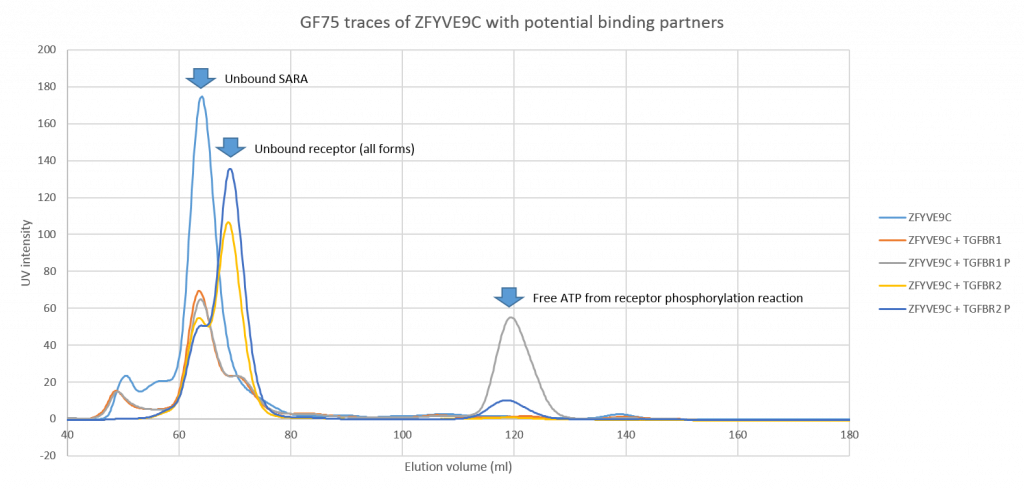 GF75 traces of ZFYVE9C with potential binding partners
200
180
160
140
120
100
80
60
40
20
0
-20
UV intensity
Unbound SARA
Unbound receptor (all forms)
Free ATP from receptor phosphorylation reaction
40
60
80
100
120
140
160
180
Elution volume (ml)
ZFYVE9C
ZFYVE9C + TGFBR1
ZFYVE9C + TGFBR1 P
ZFYVE9C + TGFBR2
ZFYVE9C + TGFBR2 P